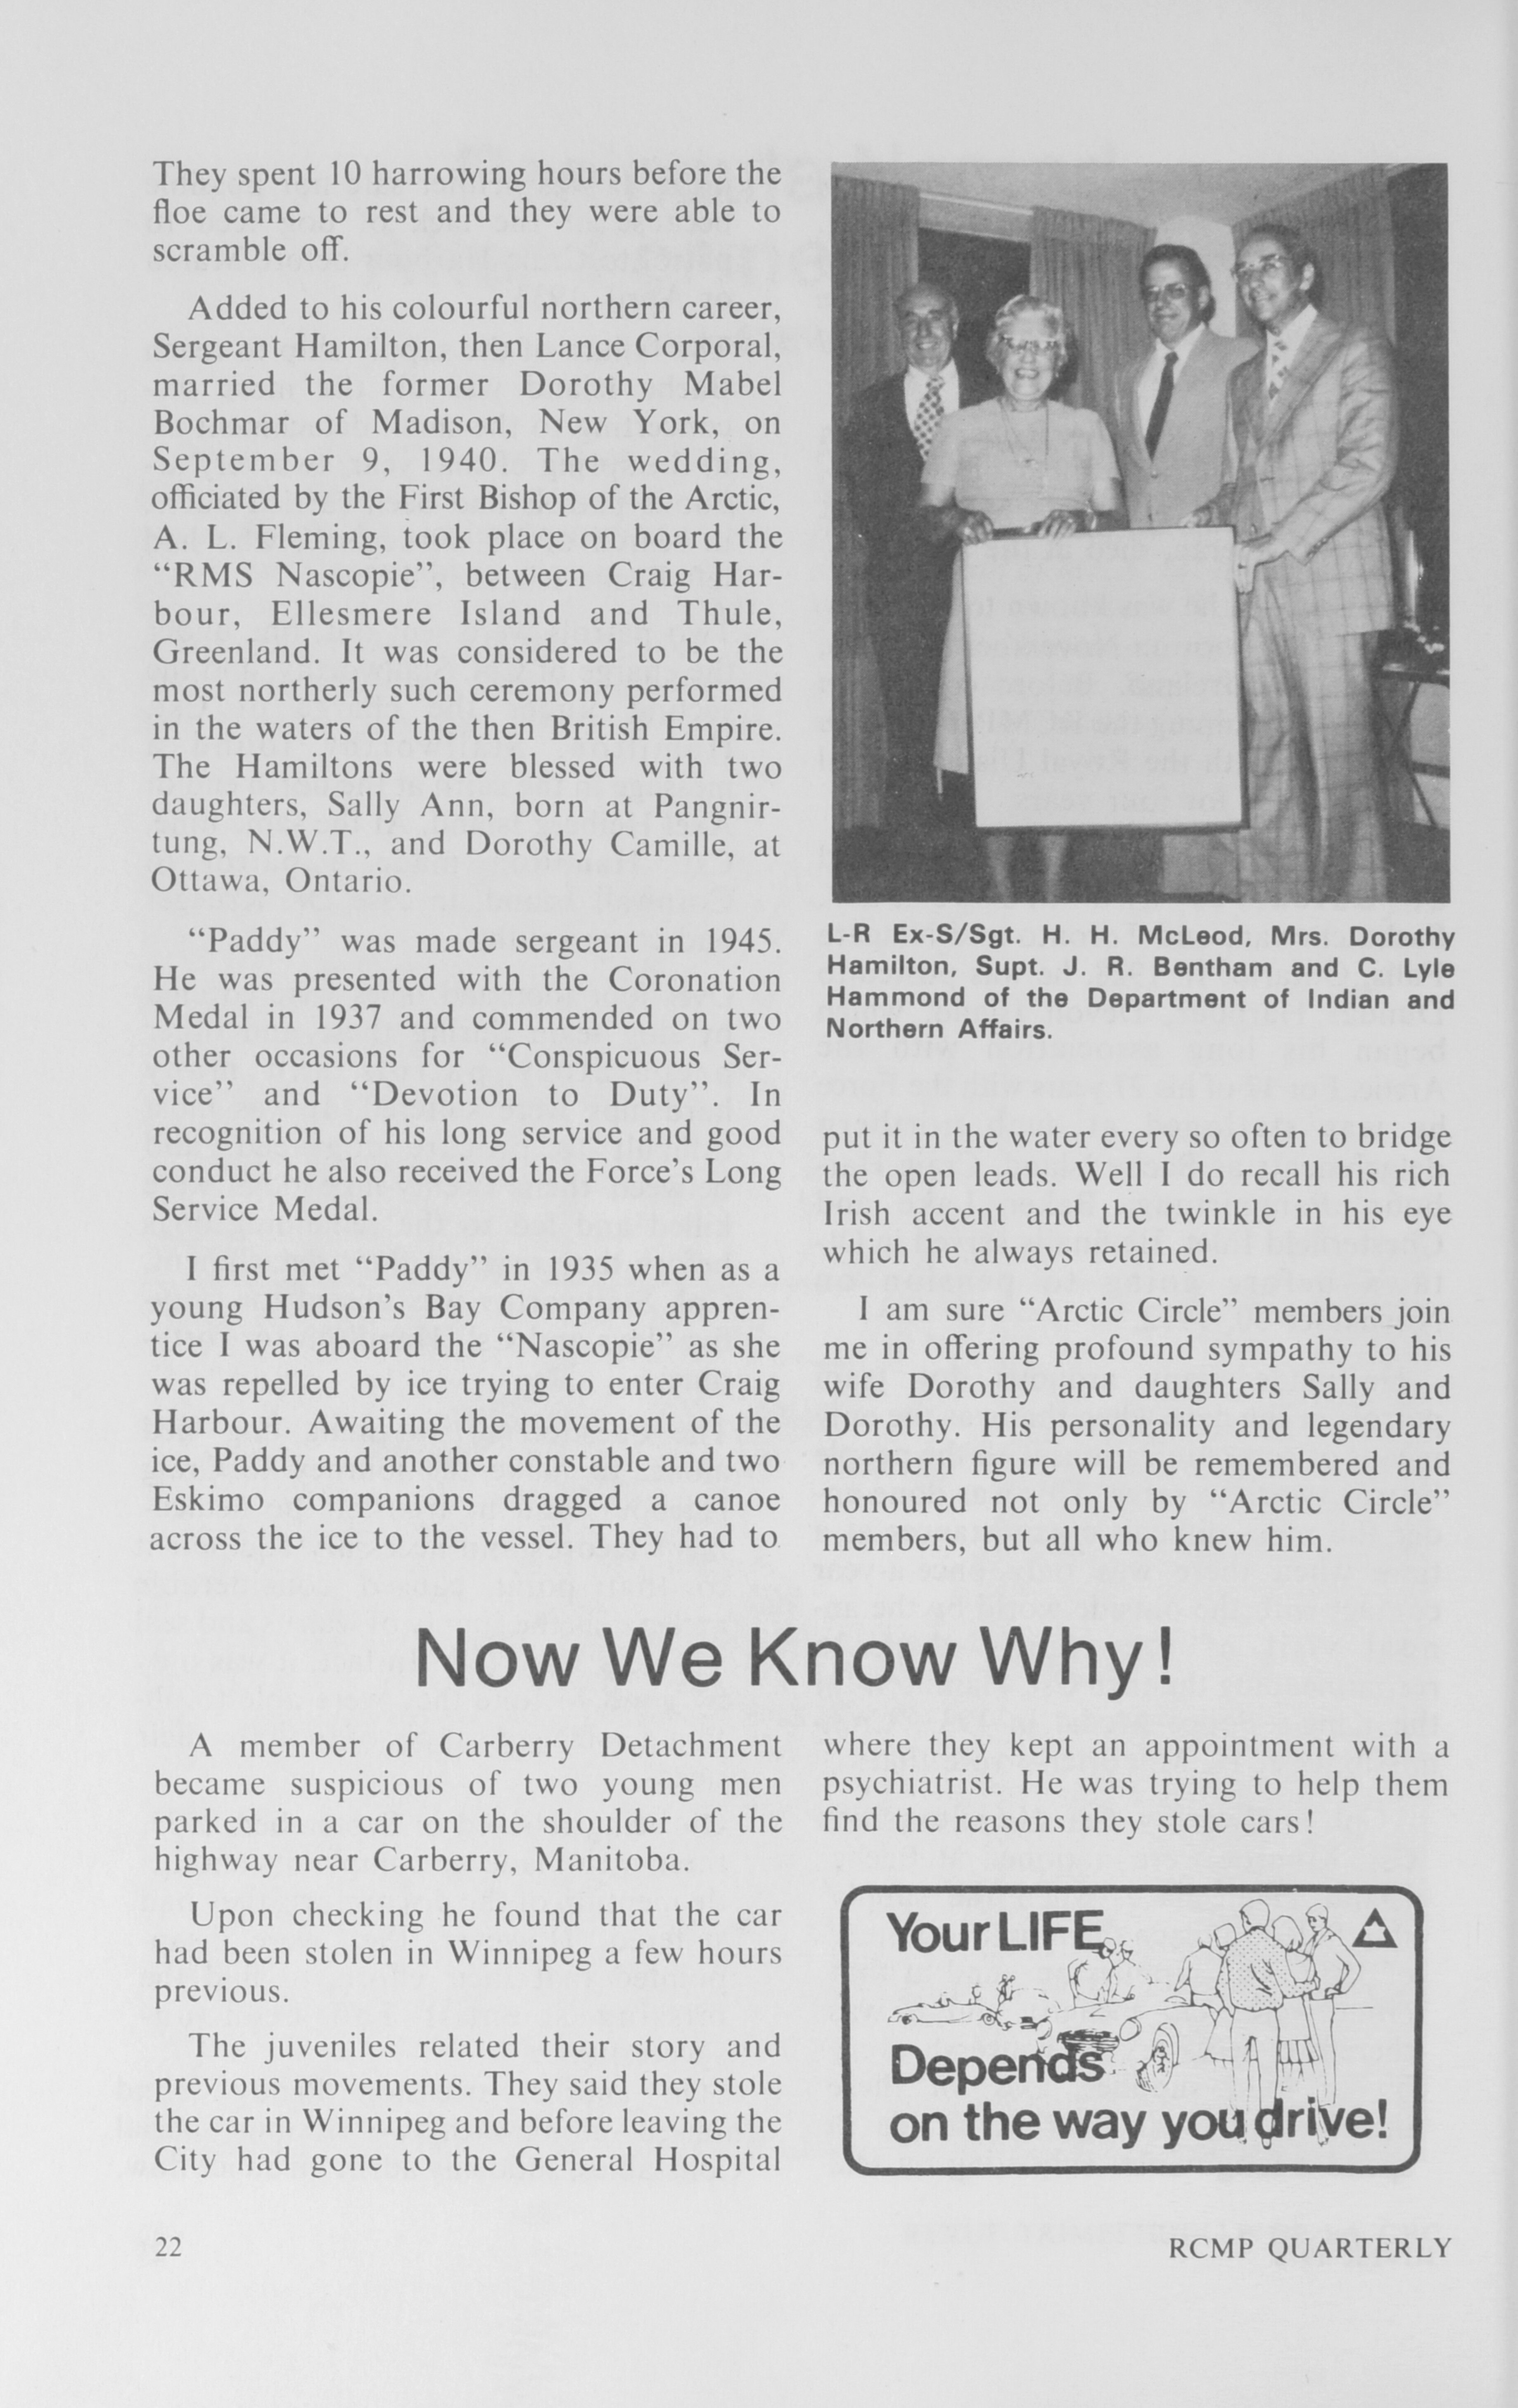 They spent 10 harrowing hours before the
floe came to rest and they were able to
scramble off.
Added to his colourful northern career,
Sergeant Hamilton, then Lance Corporal,
married the former Dorothy Mabel
Bochmar of Madison, New York, on
September 9, 1940. The wedding,
officiated by the First Bishop of the Arctic,
A. L. Fleming, took place on board the
“RMS Nascopie”, between Craig Har-
bour, Ellesmere Island and Thule,
Greenland. It was considered to be the
most northerly such ceremony performed
in the waters of the then British Empire.
The Hamiltons were blessed with two
daughters, Sally Ann, born at Pangnir-
tung, N.W.T., and Dorothy Camille, at
Ottawa, Ontario.
“Paddy” was made sergeant in 1945.
He was presented with the Coronation
Medal in 1937 and commended on two
other occasions for “Conspicuous Ser-
vice” and “Devotion to Duty”. In
recognition of his long service and good
conduct he also received the Force’s Long
Service Medal.
I first met “Paddy” in 1935 when as a
young Hudson’s Bay Company appren-
tice I was aboard the “Nascopie” as she
was repelled by ice trying to enter Craig
Harbour. Awaiting the movement of the
ice, Paddy and another constable and two
Eskimo companions dragged a canoe
across the ice to the vessel. They had to
L-R Ex-S/Sgt. H. H. McLeod, Mrs. Dorothy
Hamilton, Supt. J. R. Bentham and C. Lyle
Hammond of the Department of Indian and
Northern Affairs.
put it in the water every so often to bridge
the open leads. Well I do recall his rich
Irish accent and the twinkle in his eye
which he always retained.
I am sure “Arctic Circle” members join
me in offering profound sympathy to his
wife Dorothy and daughters Sally and
Dorothy. His personality and legendary
northern figure will be remembered and
honoured not only by “Arctic Circle”
members, but all who knew him.
Now We Know Why!
A member of Carberry Detachment
became suspicious of two young men
parked in a car on the shoulder of the
highway near Carberry, Manitoba.
Upon checking he found that the car
had been stolen in Winnipeg a few hours
previous.
The juveniles related their story and
previous movements. They said they stole
the car in Winnipeg and before leaving the
City had gone to the General Hospital
where they kept an appointment with a
psychiatrist. He was trying to help them
find the reasons they stole cars!
Your LIFE
Depends
on the way you drive!
22
RCMP QUARTERLY